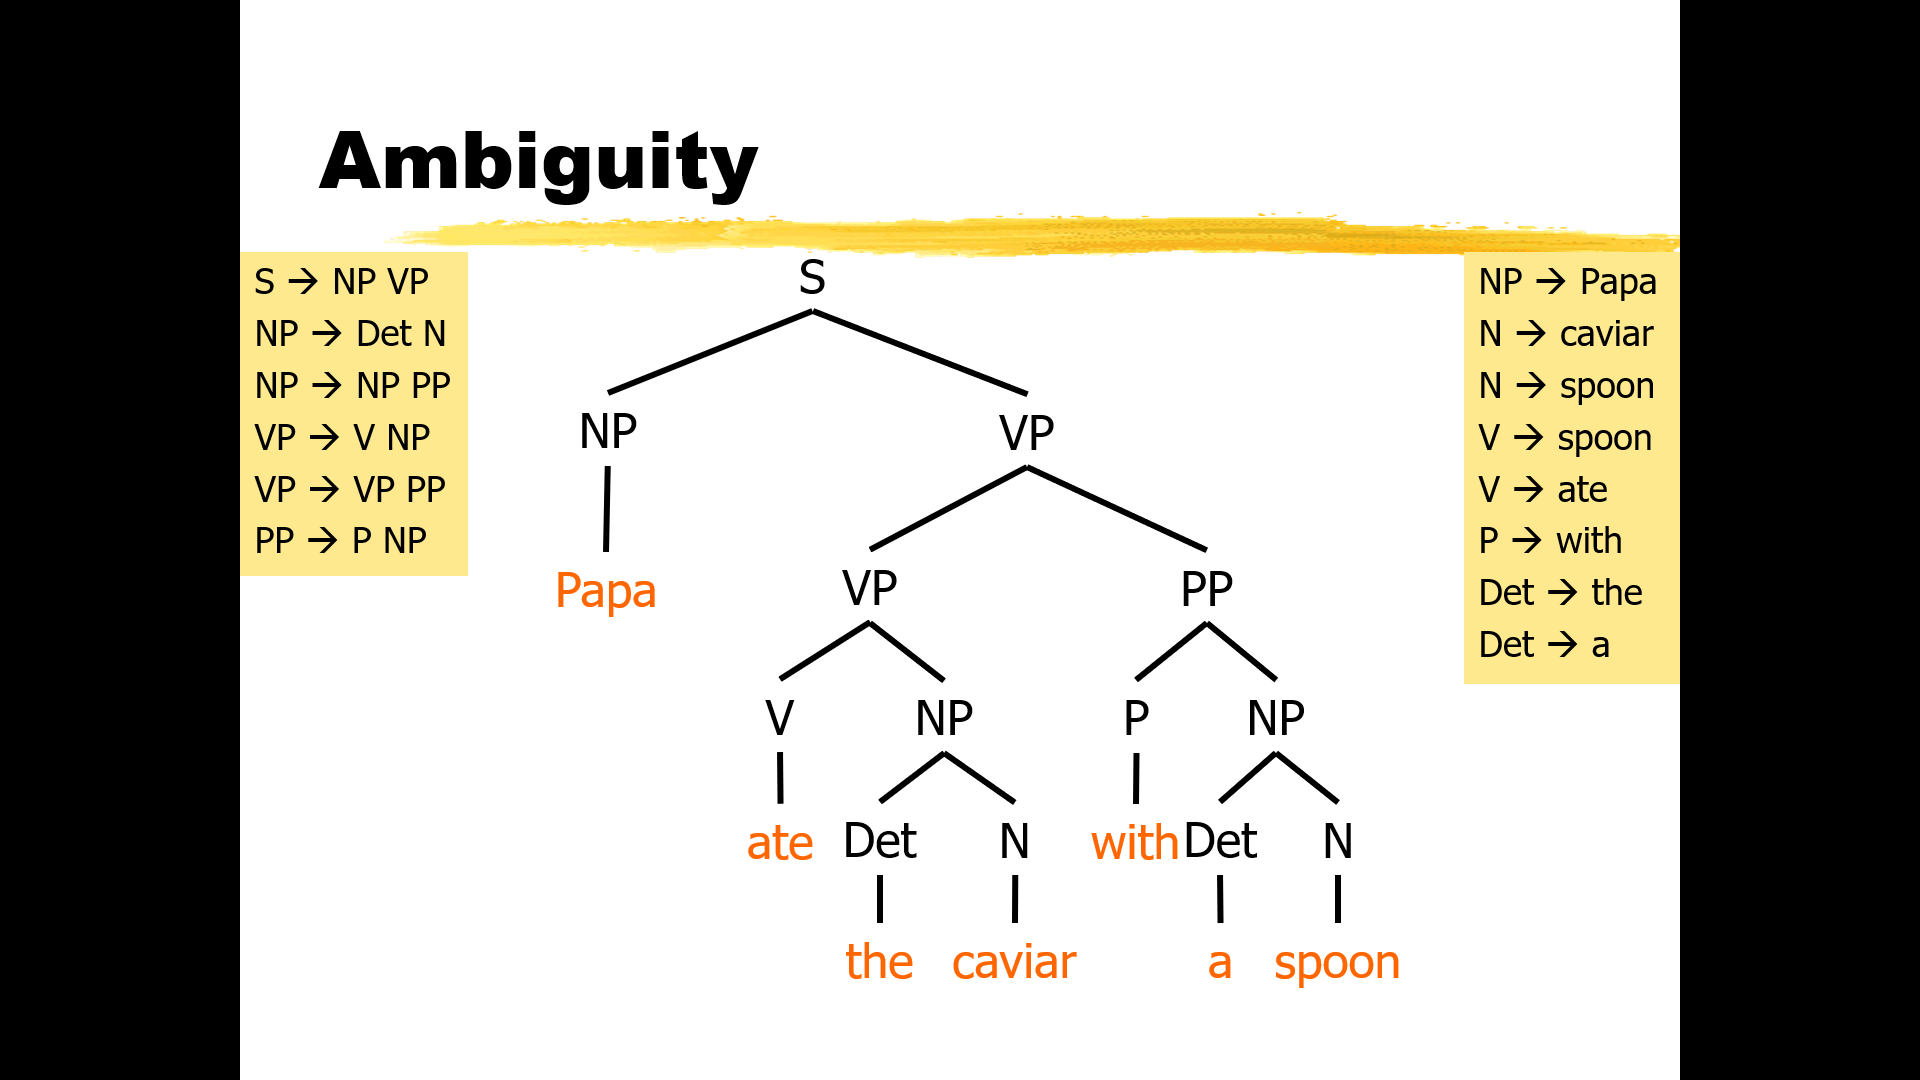 Ambiguity
S → NP VP
NP → Det N
NP → NP PP
VP → V NP
VP → VP PP
PP → P NP
S
NP VP
Papa VP PP
V NP P NP
ate Det N with Det N
the caviar a spoon
NP → Papa
N → caviar
N → spoon
V → spoon
V → ate
P → with
Det → the
Det → a